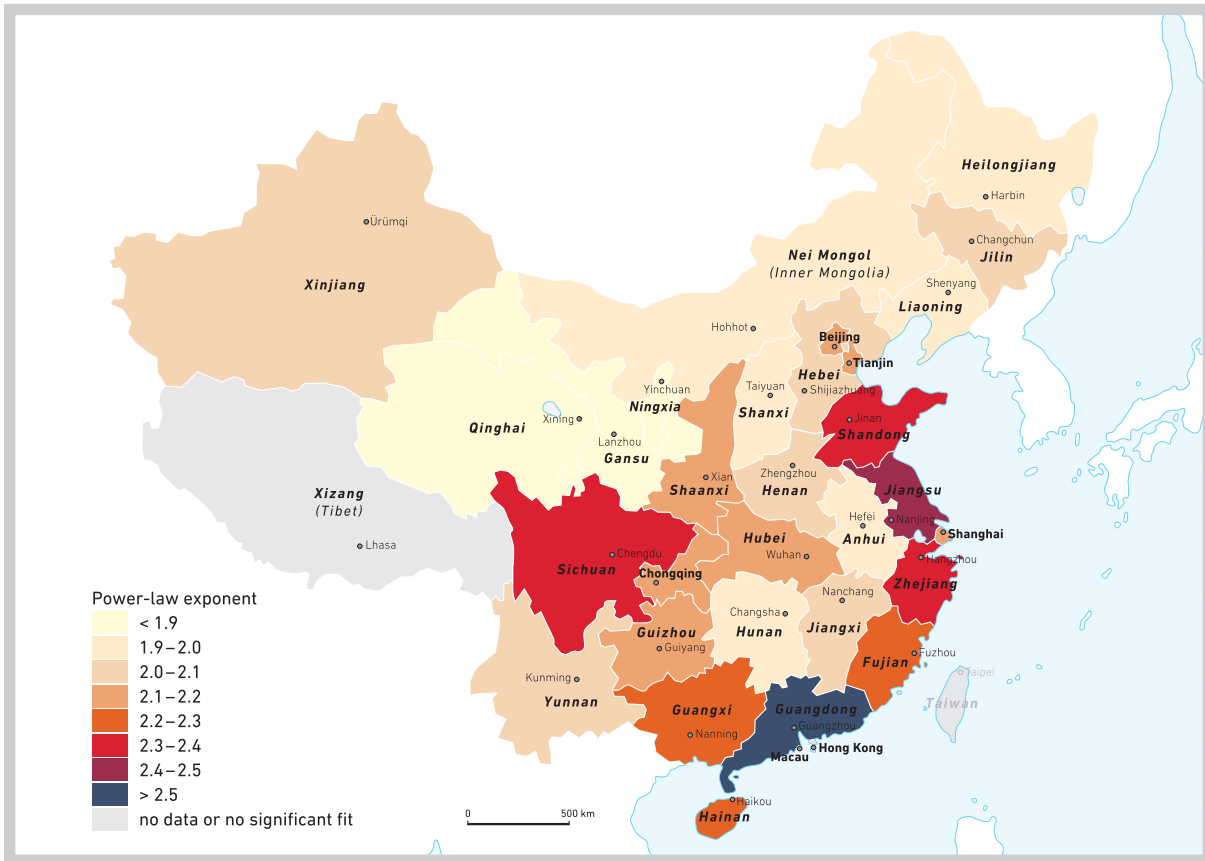 Heilongjiang
Harbin
Changchun
Jilin
Ürümqi
Xinjiang
Nei Mongol
(Inner Mongolia)
Shenyang
Liaoning
Hohhot
Beijing
Tianjin
Hebei
Shijiazhuang
Yinchuan
Ningxia
Taiyuan
Shanxi
Jinan
Shandong
Qinghai
Xining
Lanzhou
Gansu
Xian
Shaanxi
Zhengzhou
Henan
Jiangsu
Nanjing
Xizang
(Tibet)
Lhasa
Hefei
Anhui
Shanghai
Hubei
Wuhan
Hangzhou
Zhejiang
Chengdu
Sichuan
Chongqing
Nanchang
Jiangxi
Changsha
Hunan
Guizhou
Guiyang
Fuzhou
Fujian
Taipei
Taiwan
Kunming
Yunnan
Guangxi
Nanning
Guangdong
Guangzhou
Hong Kong
Macau
Haikou
Hainan
Power-law exponent
< 1.9
1.9–2.0
2.0–2.1
2.1–2.2
2.2–2.3
2.3–2.4
2.4–2.5
> 2.5
no data or no significant fit
0 500 km